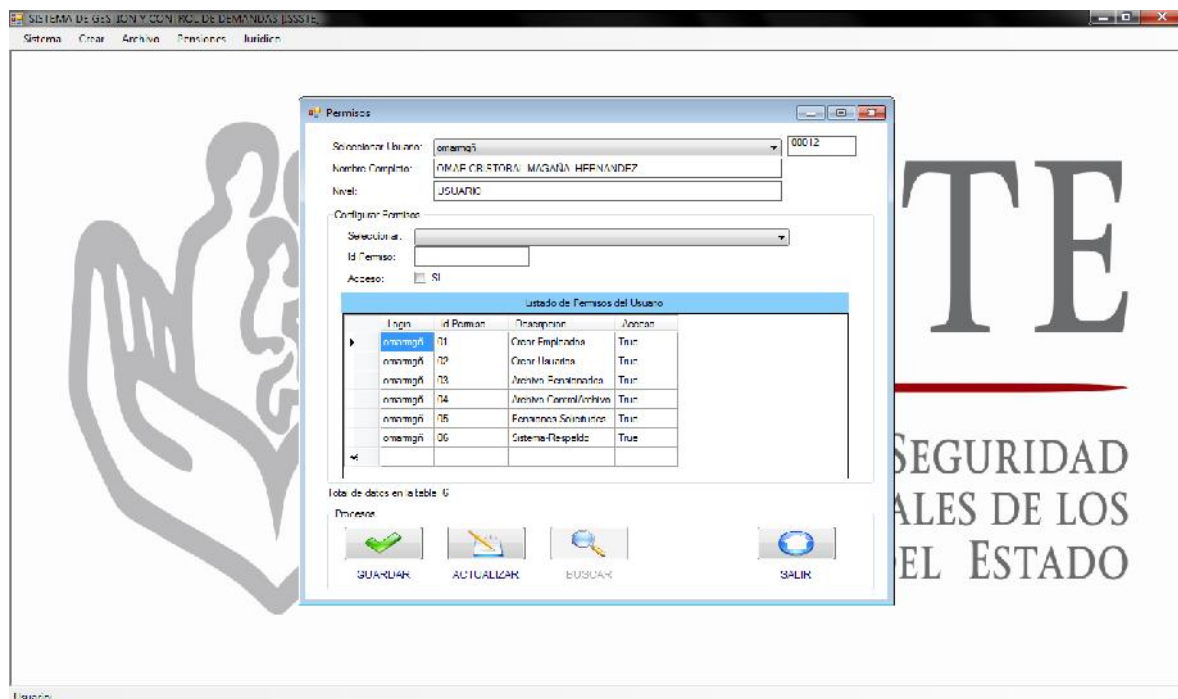 SISTEMA DE GESTION Y CONTROL DE DEMANDAS [ISSSTE]
Sistema Crear Archivo Pensiones Juridico
Permisos
Seleccionar Usuario: omarmgñ 00012
Nombre Completo: OMAR CRISTOBAL MAGAÑA HERNANDEZ
Nivel: USUARIO
Configurar Permisos
Seleccionar:
Id Permiso:
Acceso: SI
Listado de Permisos del Usuario
Login Id Permiso Descripcion Acceso
omarmgñ 01 Crear Empleados True
omarmgñ 02 Crear Usuarios True
omarmgñ 03 Archivo Pensionados True
omarmgñ 04 Archivo ControlArchivo True
omarmgñ 05 Pensiones Solicitudes True
omarmgñ 06 Sistema-Respaldo True
Total de datos en la table 6
Procesos
GUARDAR ACTUALIZAR BUSCAR SALIR
TE
SEGURIDAD
ALES DE LOS
DEL ESTADO
Usuario: